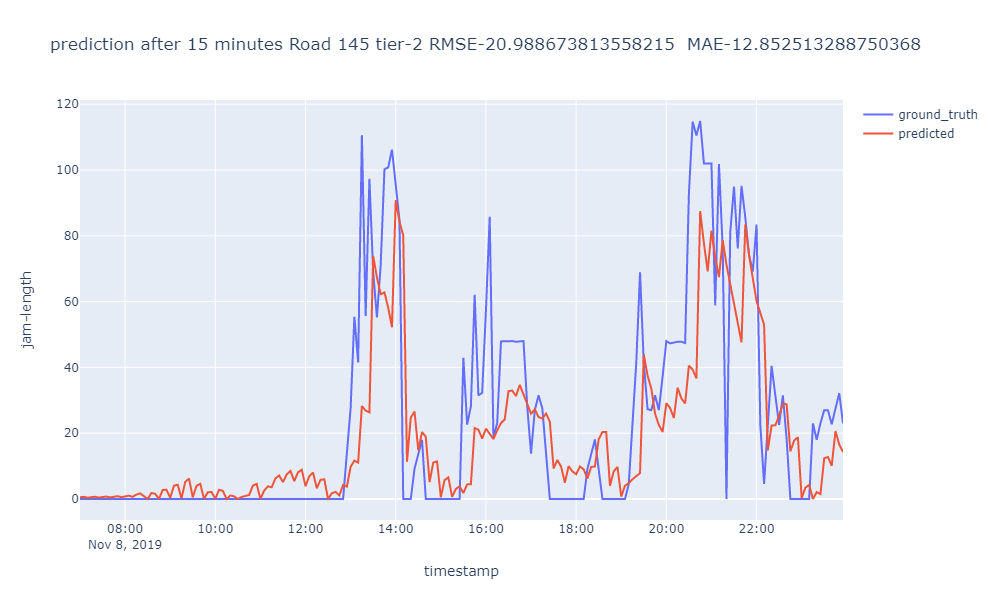 prediction after 15 minutes Road 145 tier-2 RMSE-20.988673813558215  MAE-12.852513288750368
ground_truth
predicted
jam-length
120
100
80
60
40
20
0
08:00 10:00 12:00 14:00 16:00 18:00 20:00 22:00
Nov 8, 2019
timestamp